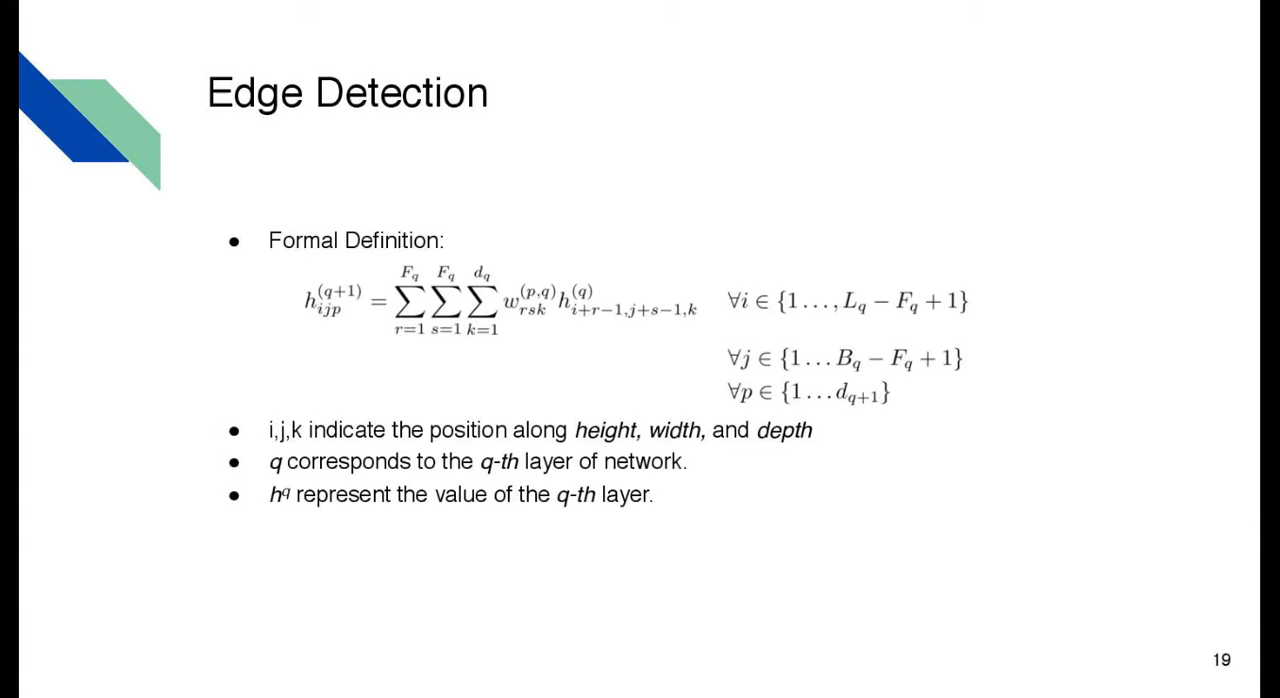 Edge Detection
● Formal Definition:
$h_{ijp}^{(q+1)} = \sum_{r=1}^{F_q} \sum_{s=1}^{F_q} \sum_{k=1}^{d_q} w_{rsk}^{(p,q)} h_{i+r-1,j+s-1,k}^{(q)} \quad \forall i \in \{1 \ldots, L_q - F_q + 1\}$
$\forall j \in \{1 \ldots B_q - F_q + 1\}$
$\forall p \in \{1 \ldots d_{q+1}\}$
● i,j,k indicate the position along height, width, and depth
● q corresponds to the q-th layer of network.
● h^q represent the value of the q-th layer.
19